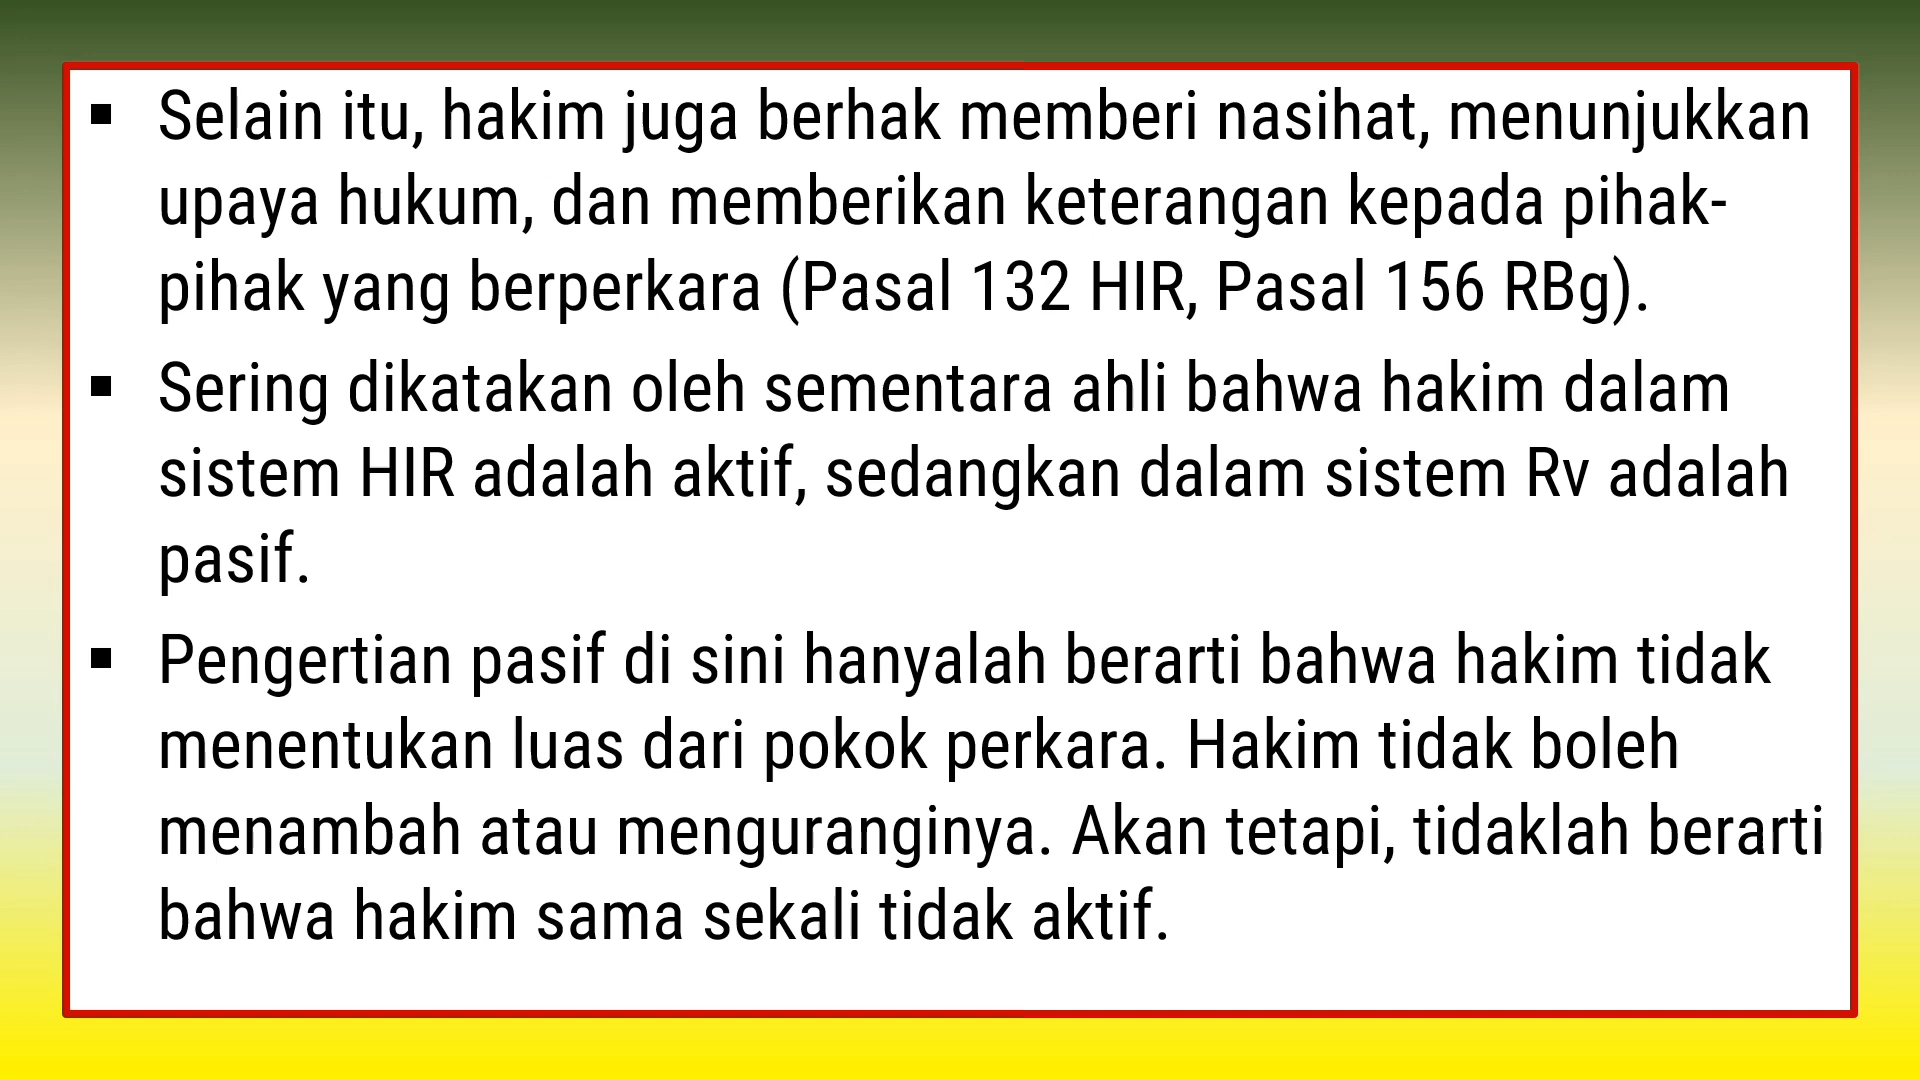 ▪ Selain itu, hakim juga berhak memberi nasihat, menunjukkan
upaya hukum, dan memberikan keterangan kepada pihak-
pihak yang berperkara (Pasal 132 HIR, Pasal 156 RBg).
▪ Sering dikatakan oleh sementara ahli bahwa hakim dalam
sistem HIR adalah aktif, sedangkan dalam sistem Rv adalah
pasif.
▪ Pengertian pasif di sini hanyalah berarti bahwa hakim tidak
menentukan luas dari pokok perkara. Hakim tidak boleh
menambah atau menguranginya. Akan tetapi, tidaklah berarti
bahwa hakim sama sekali tidak aktif.